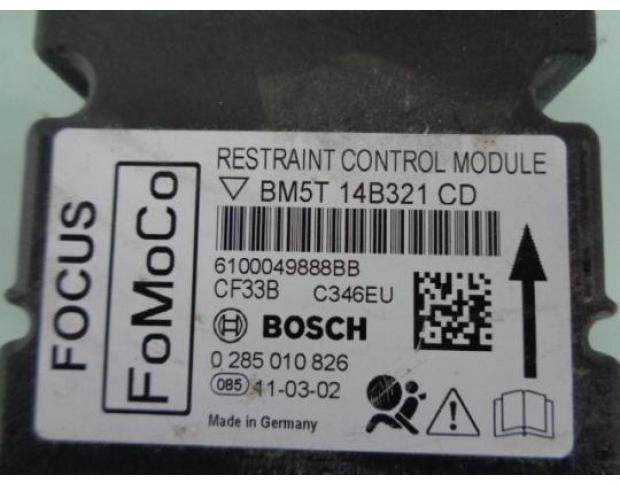 FOCUS
FoMoCo
RESTRAINT CONTROL MODULE
BM5T 14B321 CD
6100049888BB
CF33B C346EU
BOSCH
0 285 010 826
085 11-03-02
Made in Germany